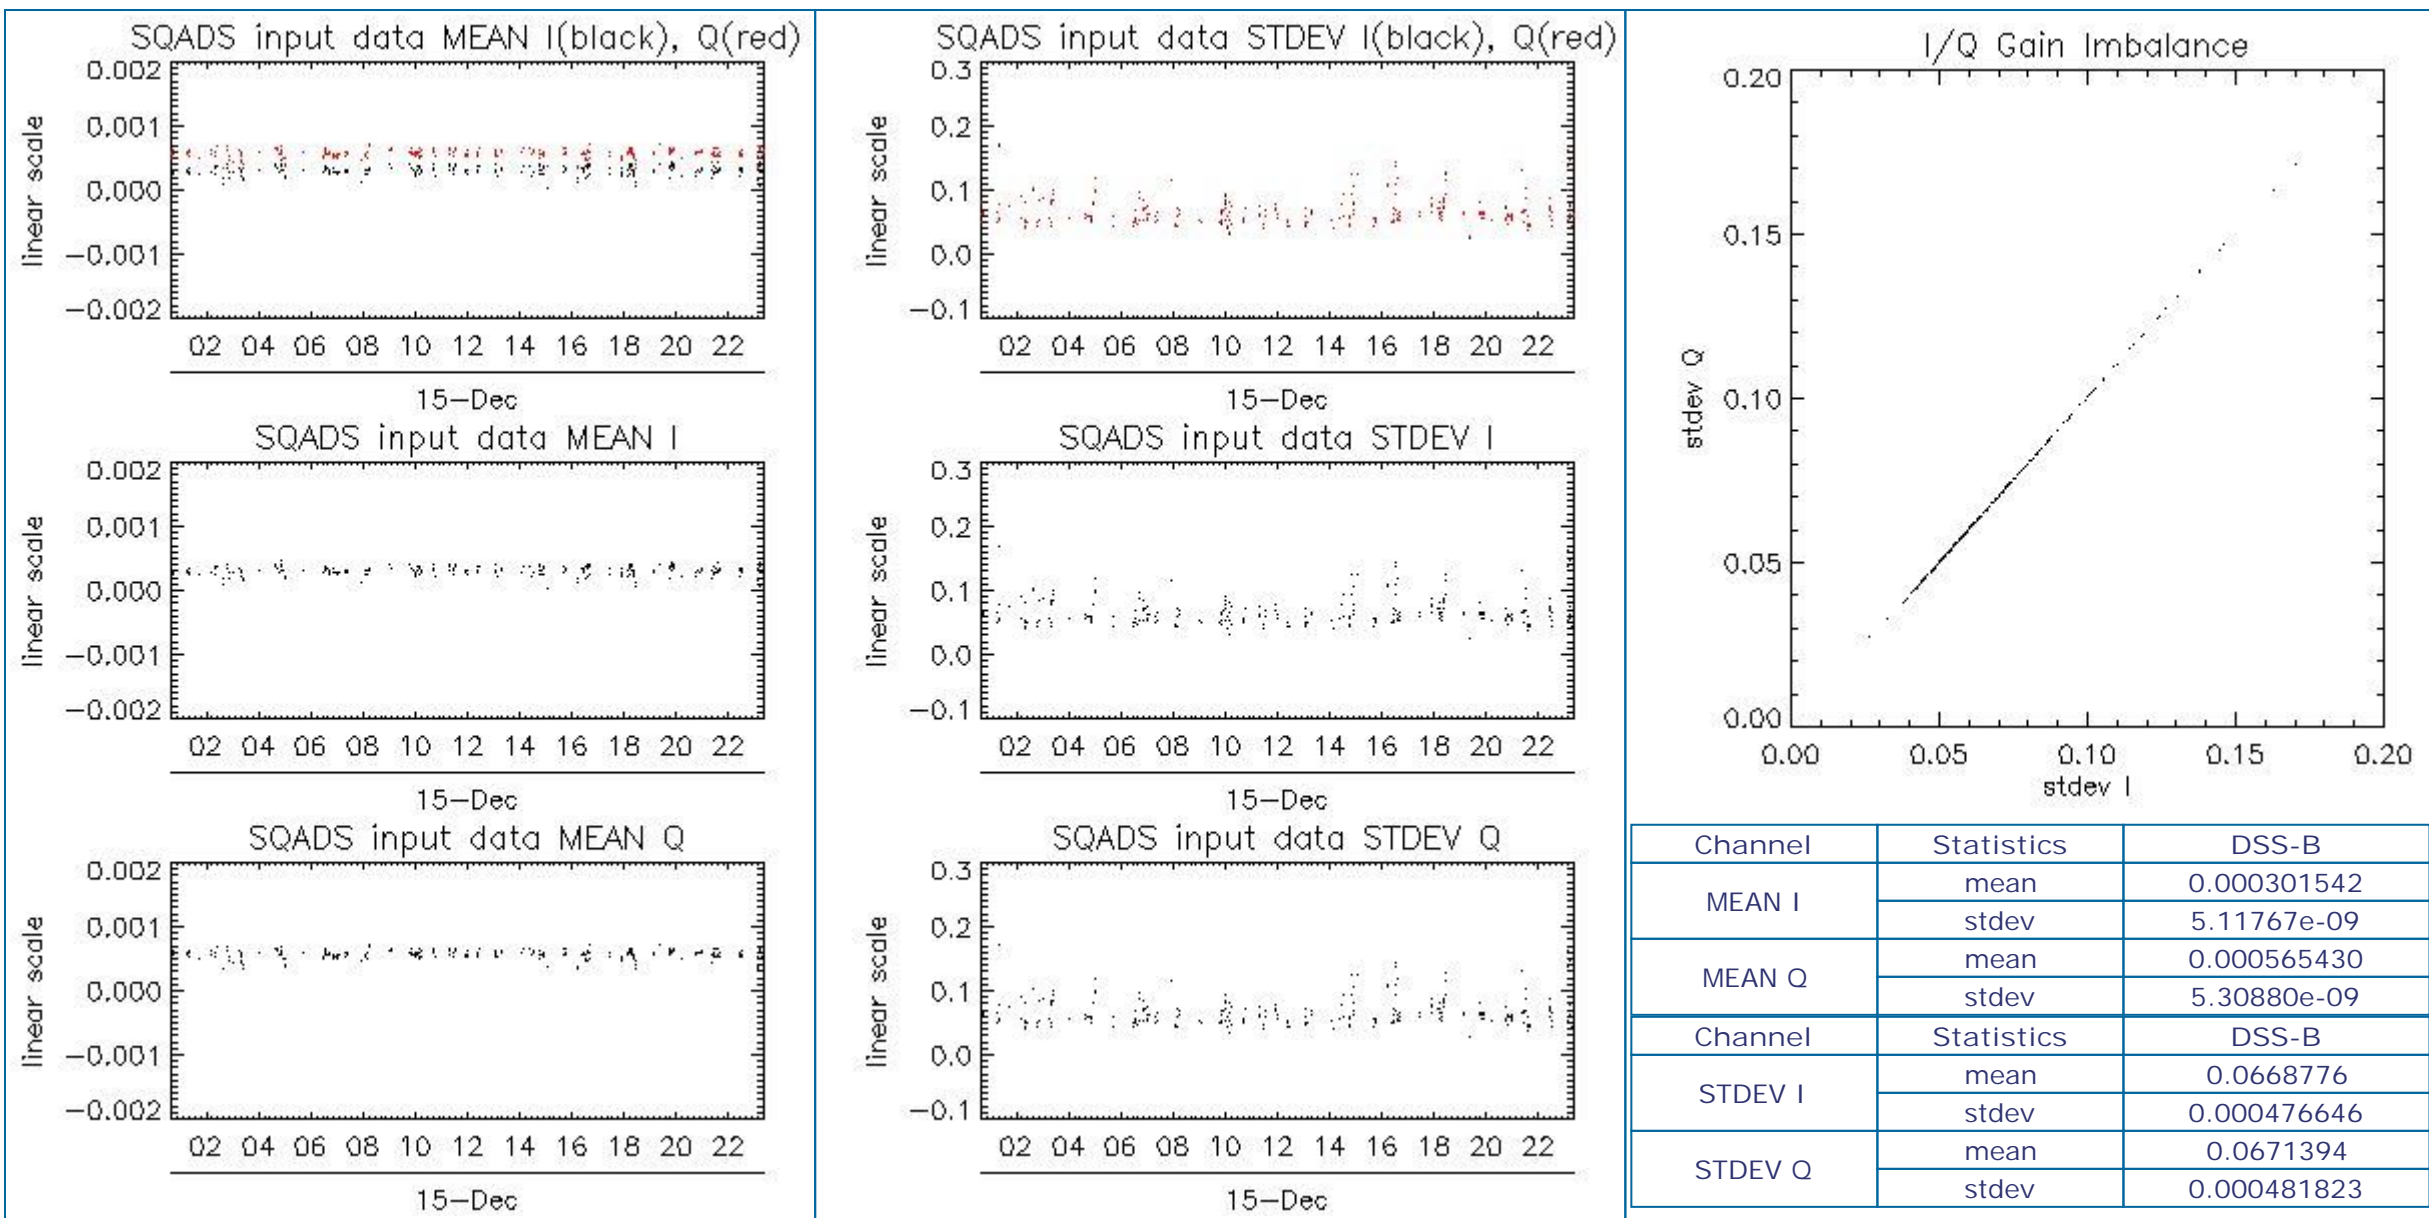 SQADS input data MEAN I(black), Q(red)
0.002
0.001
0.000
−0.001
−0.002
linear scale
02 04 06 08 10 12 14 16 18 20 22
15−Dec
SQADS input data MEAN I
0.002
0.001
0.000
−0.001
−0.002
linear scale
02 04 06 08 10 12 14 16 18 20 22
15−Dec
SQADS input data MEAN Q
0.002
0.001
0.000
−0.001
−0.002
linear scale
02 04 06 08 10 12 14 16 18 20 22
15−Dec
SQADS input data STDEV I(black), Q(red)
0.3
0.2
0.1
0.0
−0.1
linear scale
02 04 06 08 10 12 14 16 18 20 22
15−Dec
SQADS input data STDEV I
0.3
0.2
0.1
0.0
−0.1
linear scale
02 04 06 08 10 12 14 16 18 20 22
15−Dec
SQADS input data STDEV Q
0.3
0.2
0.1
0.0
−0.1
linear scale
02 04 06 08 10 12 14 16 18 20 22
15−Dec
I/Q Gain Imbalance
0.20
0.15
0.10
0.05
0.00
stdev Q
0.00 0.05 0.10 0.15 0.20
stdev I
Channel Statistics DSS-B
MEAN I mean 0.000301542
stdev 5.11767e-09
MEAN Q mean 0.000565430
stdev 5.30880e-09
Channel Statistics DSS-B
STDEV I mean 0.0668776
stdev 0.000476646
STDEV Q mean 0.0671394
stdev 0.000481823